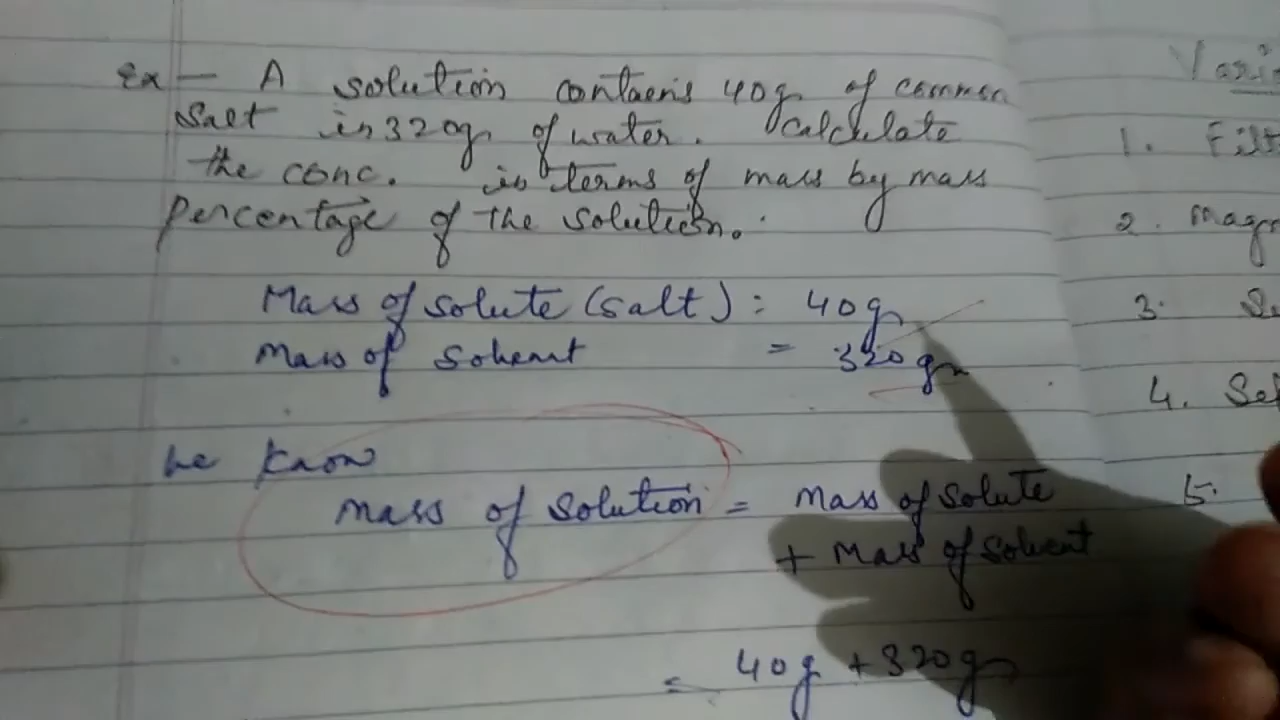 Ex — A solution contains 40g of common
salt in 320g of water. Calculate
the conc. in terms of mass by mass
percentage of the solution.
Mass of solute (salt) = 40g
Mass of solvent = 320g
We know
mass of solution = Mass of solute
+ Mass of solvent
= 40g + 320g
1. Filt
2. Mag
3. Se
4. Se
5.